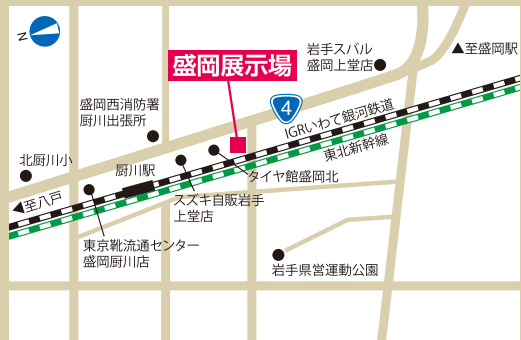 N
盛岡展示場
岩手スバル
盛岡上堂店
▲至盛岡駅
4
盛岡西消防署
厨川出張所
IGRいわて銀河鉄道
東北新幹線
北厨川小
厨川駅
タイヤ館盛岡北
◀至八戸
スズキ自販岩手
上堂店
東京靴流通センター
盛岡厨川店
岩手県営運動公園